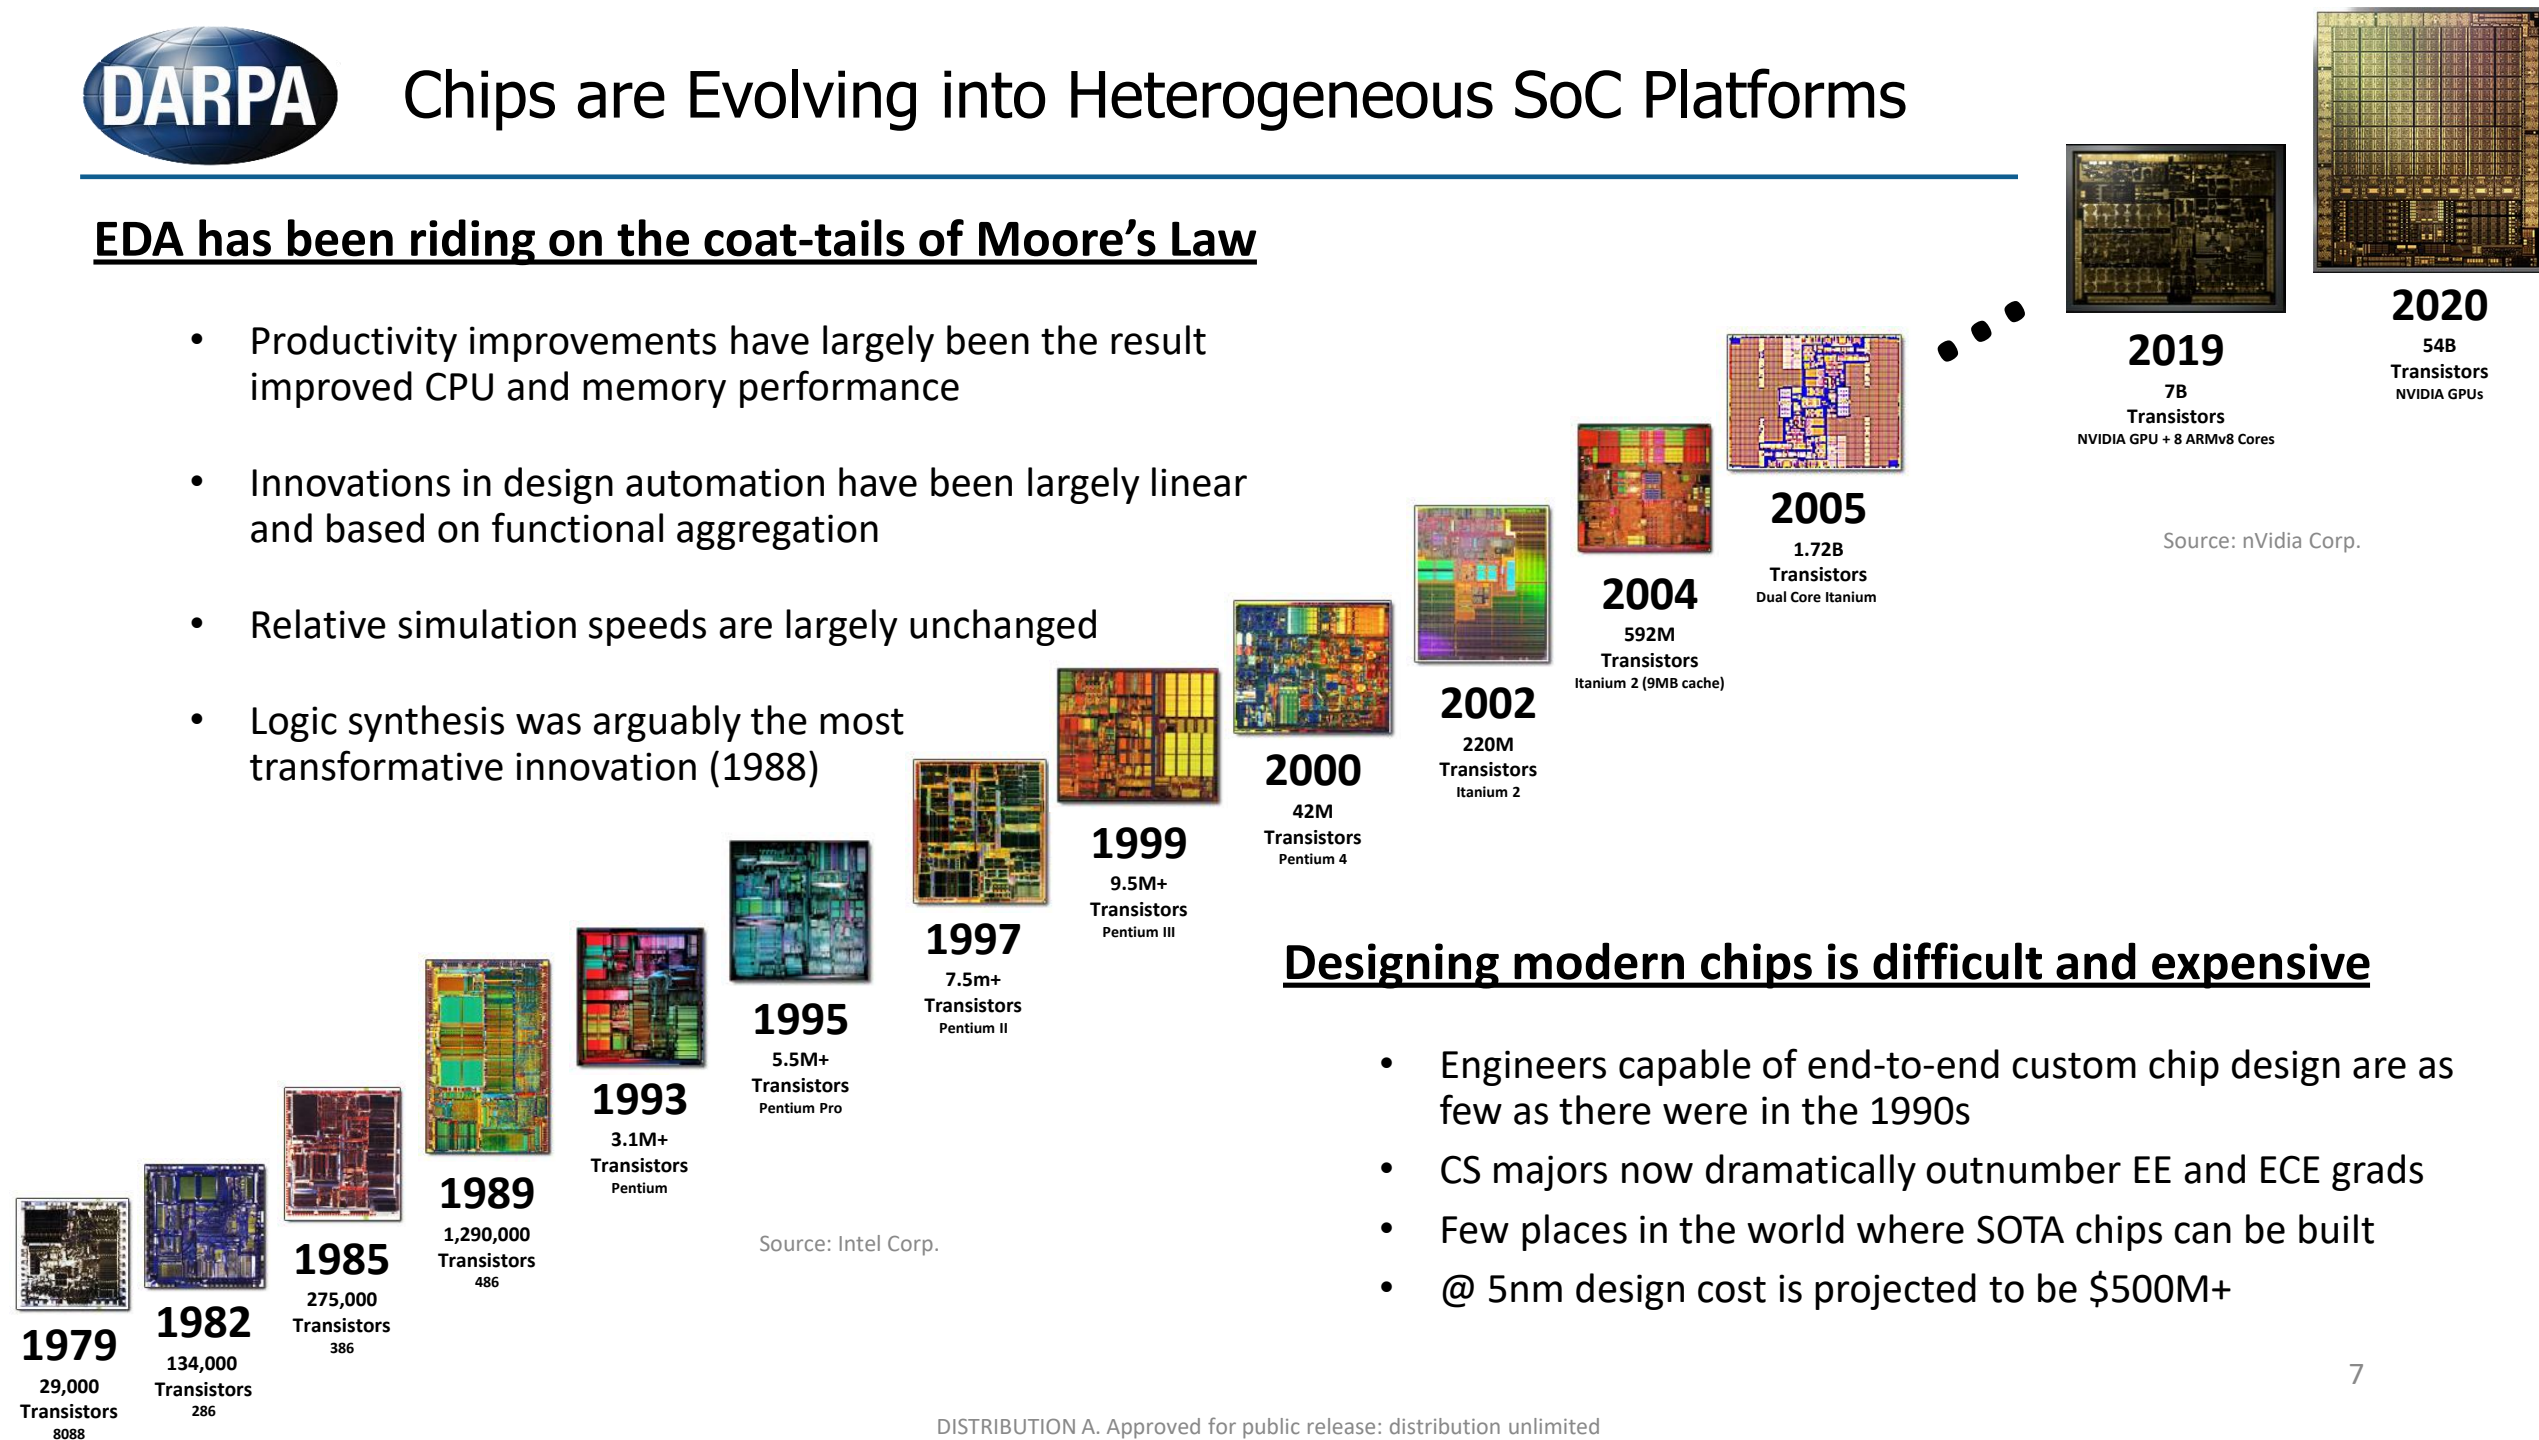 DARPA
Chips are Evolving into Heterogeneous SoC Platforms
EDA has been riding on the coat-tails of Moore’s Law
• Productivity improvements have largely been the result
improved CPU and memory performance
• Innovations in design automation have been largely linear
and based on functional aggregation
• Relative simulation speeds are largely unchanged
• Logic synthesis was arguably the most
transformative innovation (1988)
1979
29,000
Transistors
8088
1982
134,000
Transistors
286
1985
275,000
Transistors
386
1989
1,290,000
Transistors
486
1993
3.1M+
Transistors
Pentium
1995
5.5M+
Transistors
Pentium Pro
1997
7.5m+
Transistors
Pentium II
1999
9.5M+
Transistors
Pentium III
2000
42M
Transistors
Pentium 4
2002
220M
Transistors
Itanium 2
2004
592M
Transistors
Itanium 2 (9MB cache)
2005
1.72B
Transistors
Dual Core Itanium
2019
7B
Transistors
NVIDIA GPU + 8 ARMv8 Cores
2020
54B
Transistors
NVIDIA GPUs
Source: nVidia Corp.
Source: Intel Corp.
Designing modern chips is difficult and expensive
• Engineers capable of end-to-end custom chip design are as
few as there were in the 1990s
• CS majors now dramatically outnumber EE and ECE grads
• Few places in the world where SOTA chips can be built
• @ 5nm design cost is projected to be $500M+
7
DISTRIBUTION A. Approved for public release: distribution unlimited